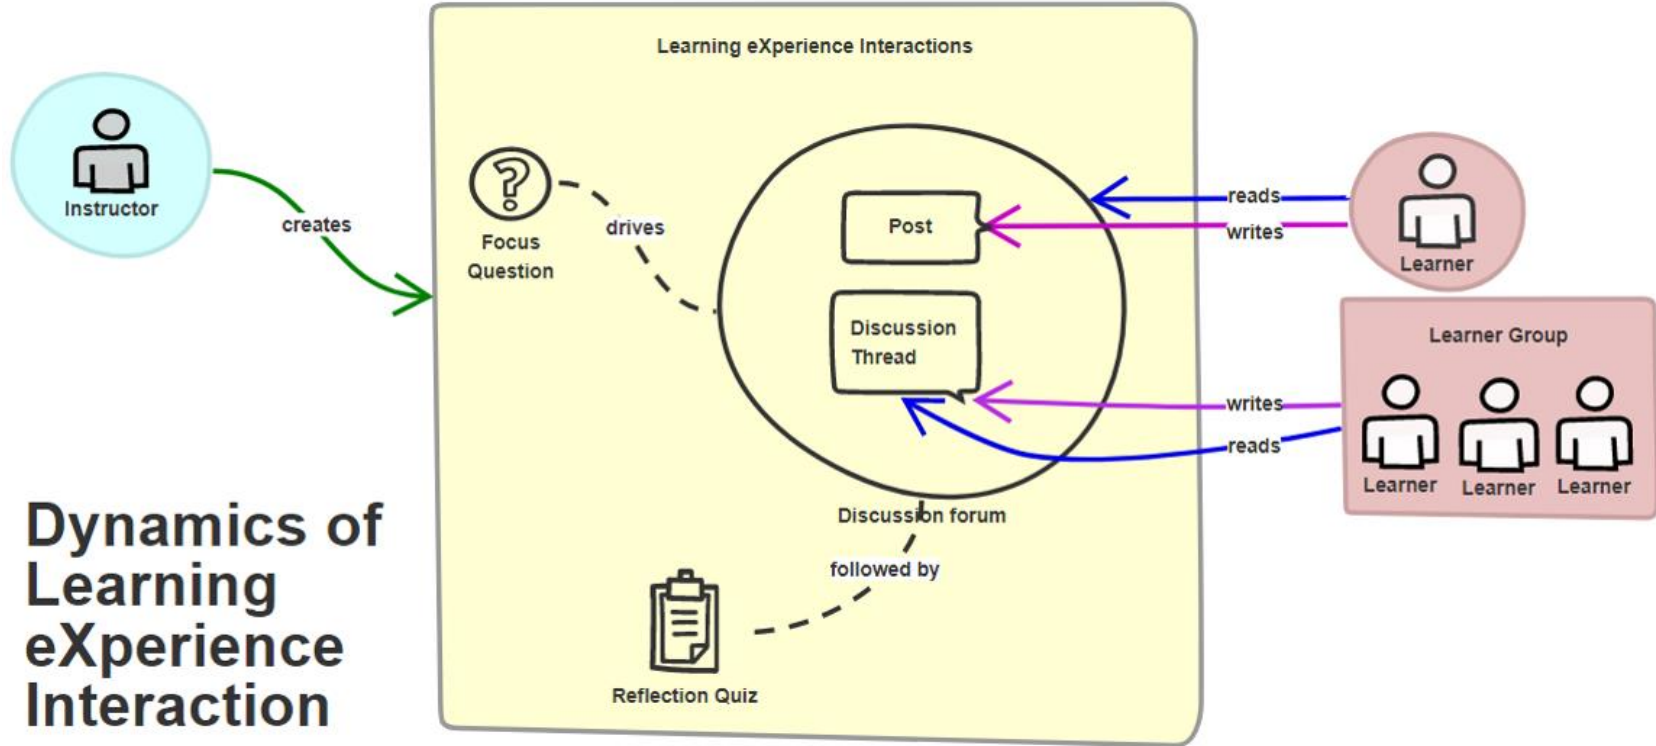 Learning eXperience Interactions
Instructor
creates
Focus
Question
drives
Post
Discussion
Thread
reads
writes
Learner
Learner Group
writes
reads
Learner
Learner
Learner
Discussion forum
followed by
Reflection Quiz
Dynamics of
Learning
eXperience
Interaction